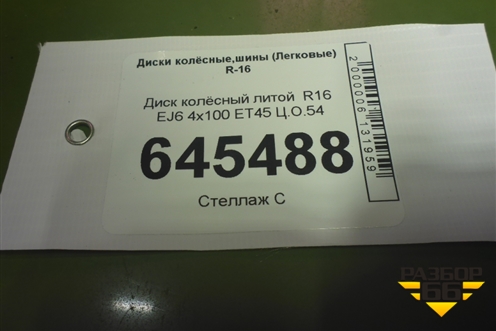 Диски колёсные,шины (Легковые)
R-16
Диск колёсный литой R16
EJ6 4x100 ET45 Ц.О.54
645488
Стеллаж С
2000006131959
РАЗБОР
66